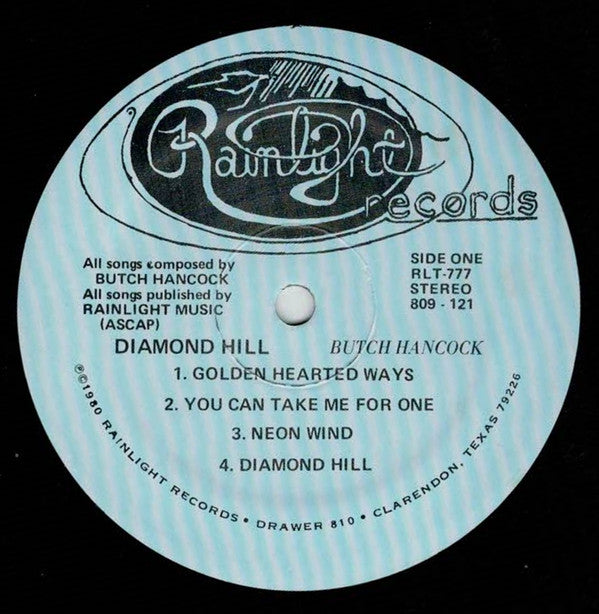 Rainlight
records
All songs composed by
BUTCH HANCOCK
All songs published by
RAINLIGHT MUSIC
(ASCAP)
SIDE ONE
RLT-777
STEREO
809 - 121
DIAMOND HILL BUTCH HANCOCK
1. GOLDEN HEARTED WAYS
2. YOU CAN TAKE ME FOR ONE
3. NEON WIND
4. DIAMOND HILL
℗©1980 RAINLIGHT RECORDS • DRAWER 810 • CLARENDON, TEXAS 79226